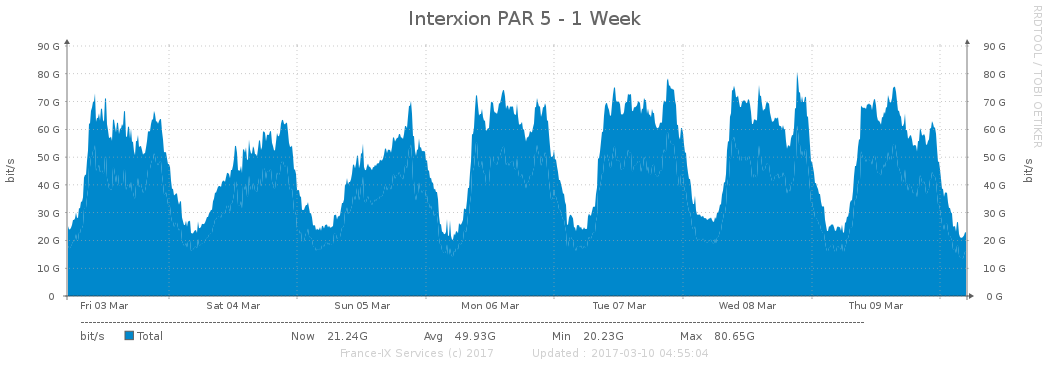 Interxion PAR 5 - 1 Week
RRDTOOL / TOBI OETIKER
90 G 90 G
80 G 80 G
70 G 70 G
60 G 60 G
50 G 50 G
40 G 40 G
30 G 30 G
20 G 20 G
10 G 10 G
0 0 G
bit/s
bit/s
Fri 03 Mar Sat 04 Mar Sun 05 Mar Mon 06 Mar Tue 07 Mar Wed 08 Mar Thu 09 Mar
bit/s Total Now 21.24G Avg 49.93G Min 20.23G Max 80.65G
France-IX Services (c) 2017 Updated : 2017-03-10 04:55:04